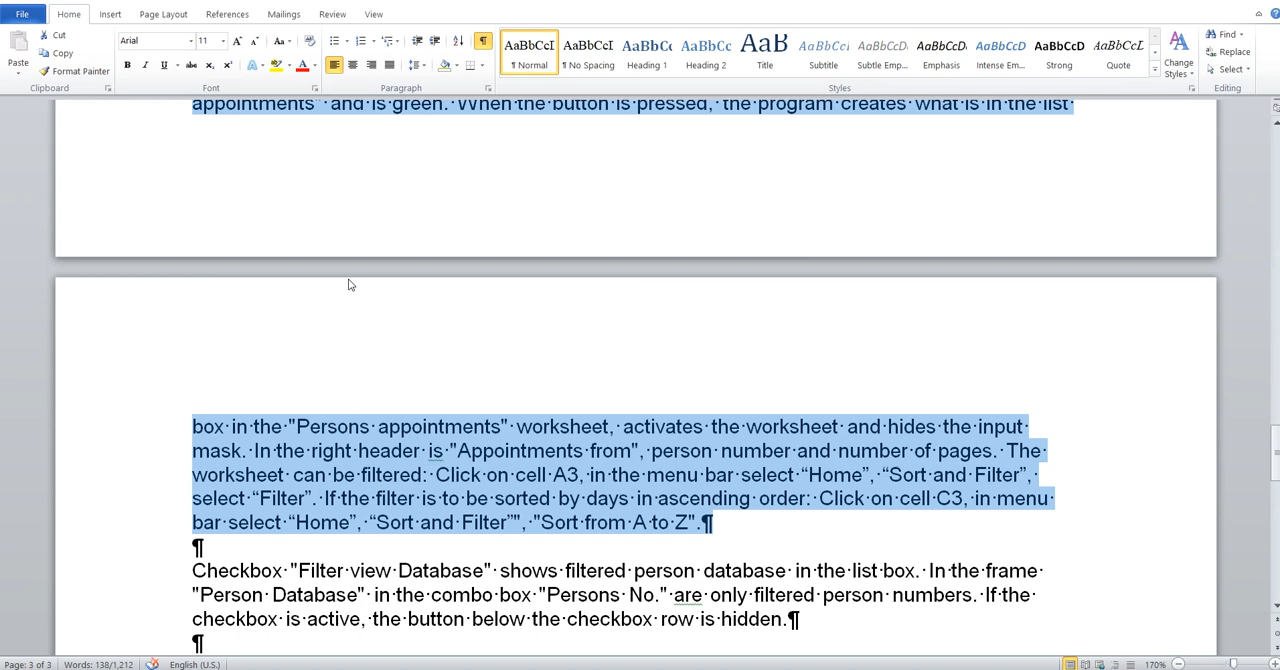 File Home Insert Page Layout References Mailings Review View
Cut
Copy
Format Painter
Paste
Clipboard
Arial 11
Font
Paragraph
AaBbCcI AaBbCcI AaBbCc AaBbCc AaB AaBbCcI AaBbCcD AaBbCcD AaBbCcD AaBbCcD AaBbCcL
¶ Normal ¶ No Spacing Heading 1 Heading 2 Title Subtitle Subtle Emp... Emphasis Intense Em... Strong Quote
Change Styles
Styles
Find
Replace
Select
Editing
appointments" and is green. When the button is pressed, the program creates what is in the list
box in the "Persons appointments" worksheet, activates the worksheet and hides the input
mask. In the right header is "Appointments from", person number and number of pages. The
worksheet can be filtered: Click on cell A3, in the menu bar select “Home”, “Sort and Filter”,
select “Filter”. If the filter is to be sorted by days in ascending order: Click on cell C3, in menu
bar select “Home”, “Sort and Filter”", "Sort from A to Z".¶
¶
Checkbox "Filter view Database" shows filtered person database in the list box. In the frame
"Person Database" in the combo box "Persons No." are only filtered person numbers. If the
checkbox is active, the button below the checkbox row is hidden.¶
¶
Page: 3 of 3 Words: 138/1,212 English (U.S.) 170%